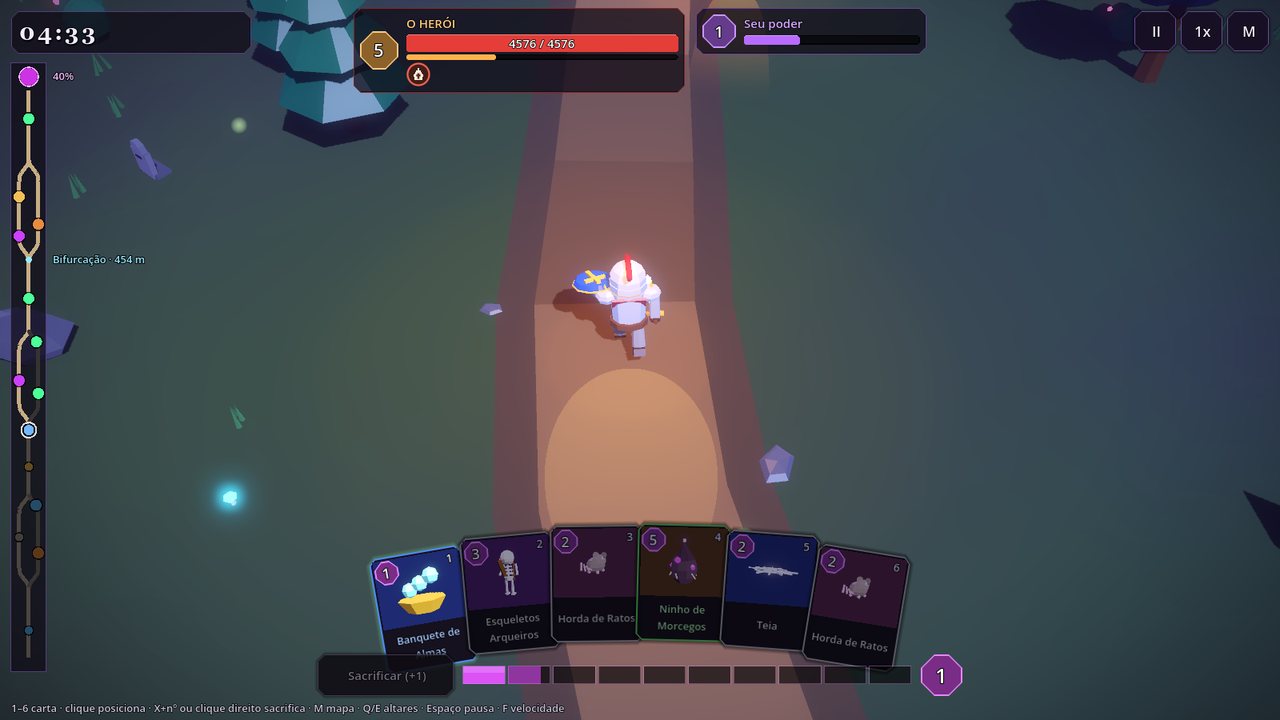 04:33
O HERÓI
5
4576 / 4576
1
Seu poder
II
1x
M
40%
Bifurcação · 454 m
1
1
Banquete de
Almas
3
2
Esqueletos
Arqueiros
2
3
Horda de Ratos
5
4
Ninho de
Morcegos
2
5
Teia
2
6
Horda de Ratos
Sacrificar (+1)
1
1–6 carta · clique posiciona · X+nº ou clique direito sacrifica · M mapa · Q/E altares · Espaço pausa · F velocidade